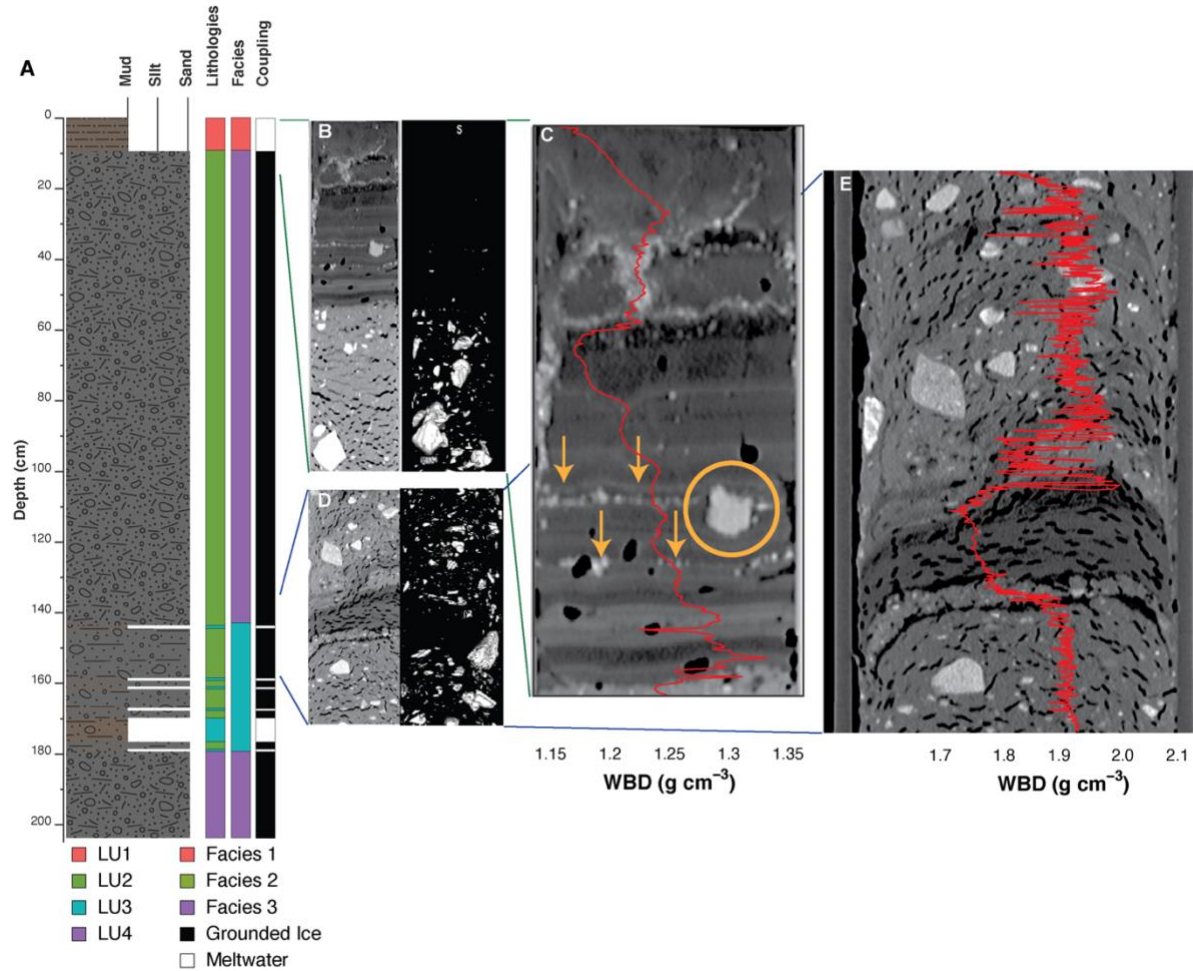 A
Mud
Silt
Sand
Lithologies
Facies
Coupling
Depth (cm)
0
20
40
60
80
100
120
140
160
180
200
B
S
C
D
E
1.15
1.2
1.25
1.3
1.35
WBD (g cm⁻³)
1.7
1.8
1.9
2.0
2.1
WBD (g cm⁻³)
LU1
LU2
LU3
LU4
Facies 1
Facies 2
Facies 3
Grounded Ice
Meltwater